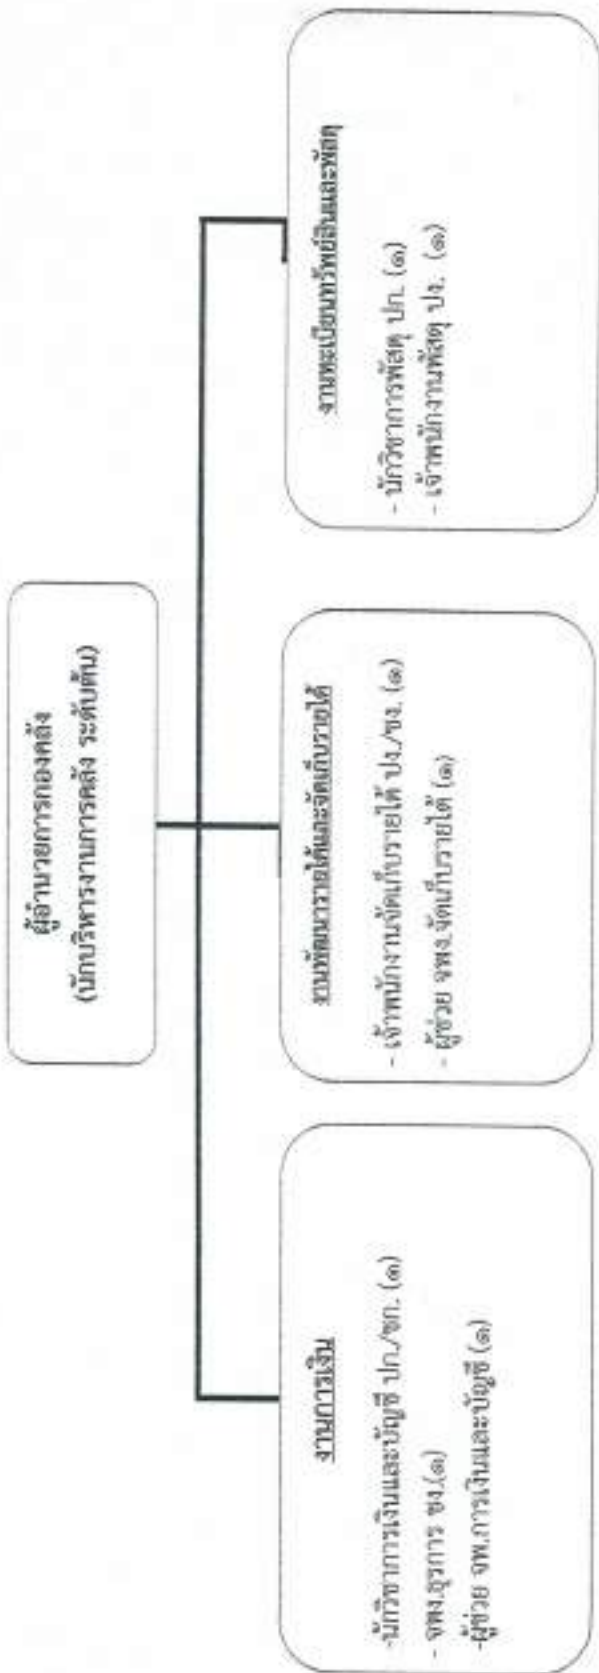 ผู้อำนวยการกองคลัง
(นักบริหารงานการคลัง ระดับต้น)
งานการเงิน
-นักวิชาการเงินและบัญชี ปก./ชก. (๑)
- จพง.ธุรการ ชง.(๑)
-ผู้ช่วย จพ.การเงินและบัญชี (๑)
งานพัฒนารายได้และจัดเก็บรายได้
- เจ้าพนักงานจัดเก็บรายได้ ปง./ชง. (๑)
- ผู้ช่วย จพง.จัดเก็บรายได้ (๑)
งานทะเบียนทรัพย์สินและพัสดุ
- นักวิชาการพัสดุ ปก. (๑)
- เจ้าพนักงานพัสดุ ปง. (๑)